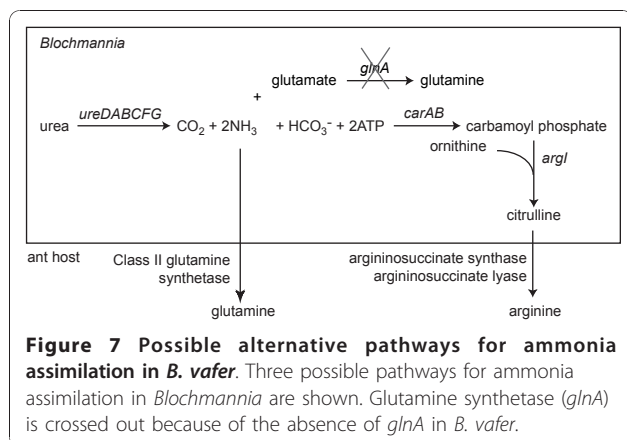 Blochmannia
glnA
glutamate glutamine
+
ureDABCFG carAB
urea CO2 + 2NH3 + HCO3- + 2ATP carbamoyl phosphate
ornithine argI
citrulline
ant host Class II glutamine synthetase argininosuccinate synthase
argininosuccinate lyase
glutamine arginine
Figure 7 Possible alternative pathways for ammonia
assimilation in B. vafer. Three possible pathways for ammonia
assimilation in Blochmannia are shown. Glutamine synthetase (glnA)
is crossed out because of the absence of glnA in B. vafer.